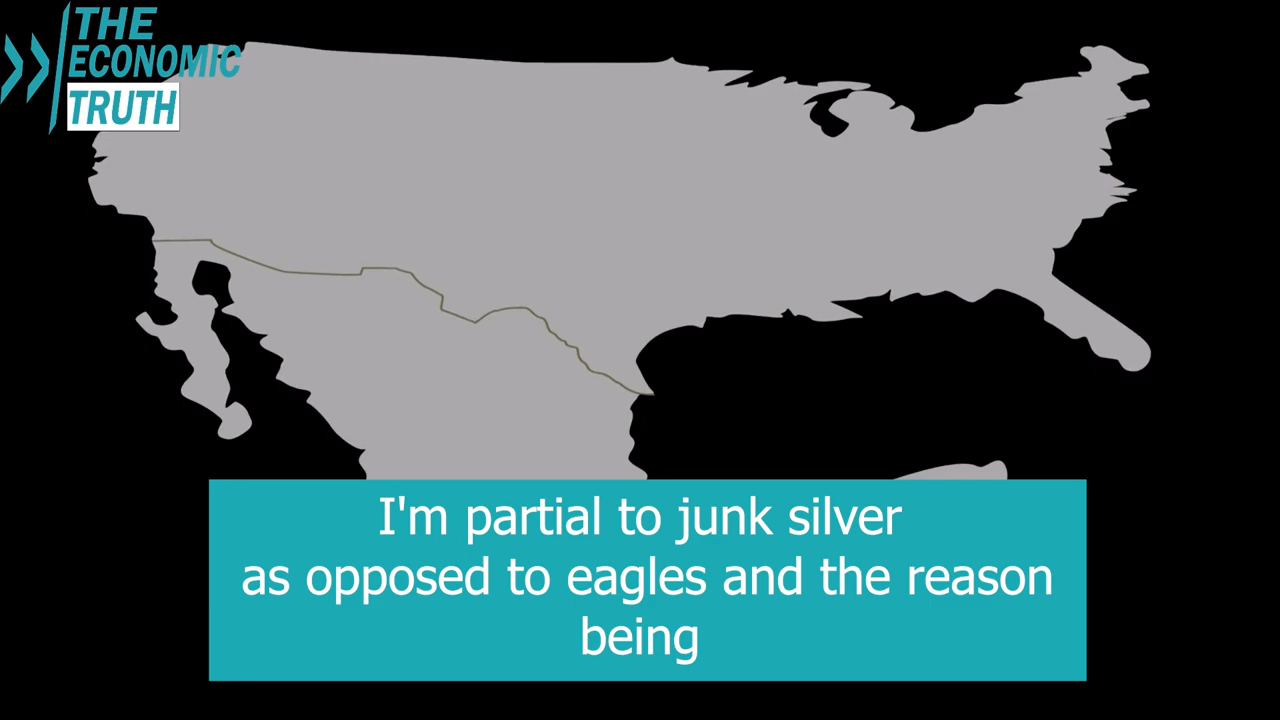 THE
ECONOMIC
TRUTH
I'm partial to junk silver
as opposed to eagles and the reason
being